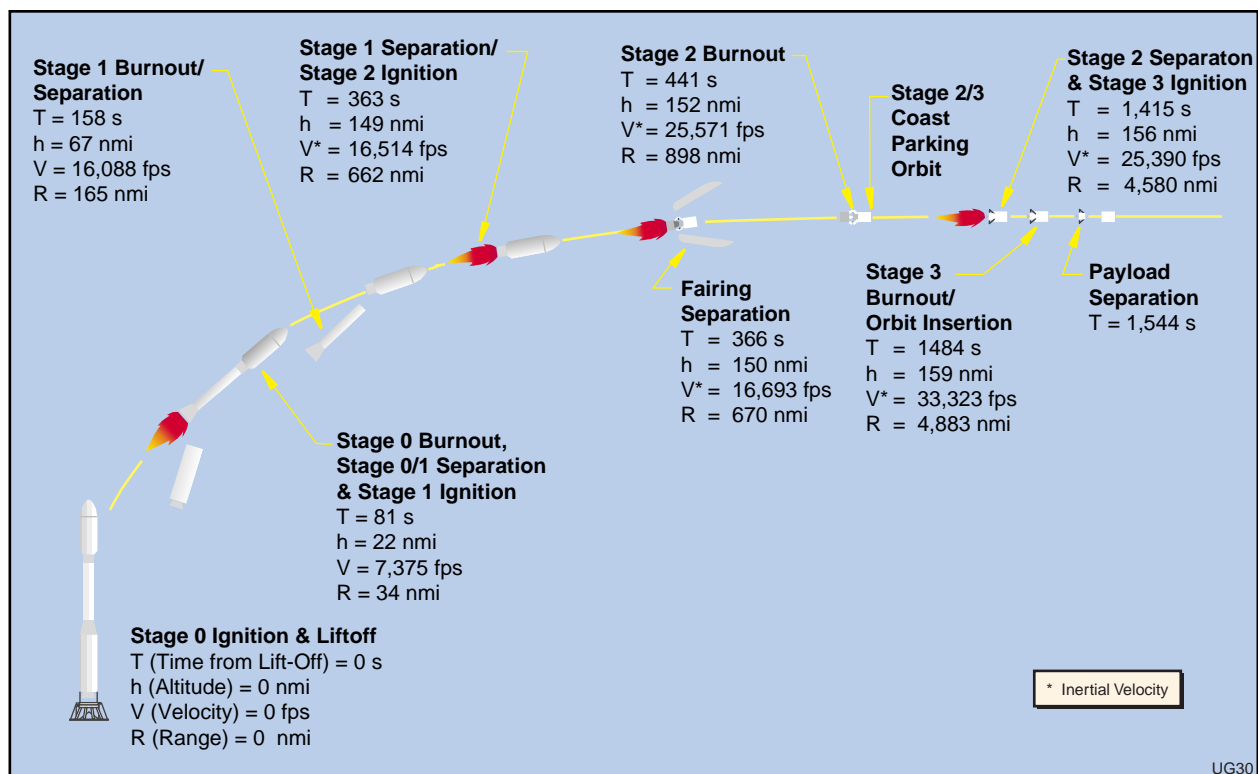 Stage 1 Burnout/
Separation
T = 158 s
h = 67 nmi
V = 16,088 fps
R = 165 nmi
Stage 1 Separation/
Stage 2 Ignition
T = 363 s
h = 149 nmi
V* = 16,514 fps
R = 662 nmi
Stage 2 Burnout
T = 441 s
h = 152 nmi
V* = 25,571 fps
R = 898 nmi
Stage 2/3
Coast
Parking
Orbit
Stage 2 Separaton
& Stage 3 Ignition
T = 1,415 s
h = 156 nmi
V* = 25,390 fps
R = 4,580 nmi
Fairing
Separation
T = 366 s
h = 150 nmi
V* = 16,693 fps
R = 670 nmi
Stage 3
Burnout/
Orbit Insertion
T = 1484 s
h = 159 nmi
V* = 33,323 fps
R = 4,883 nmi
Payload
Separation
T = 1,544 s
Stage 0 Burnout,
Stage 0/1 Separation
& Stage 1 Ignition
T = 81 s
h = 22 nmi
V = 7,375 fps
R = 34 nmi
Stage 0 Ignition & Liftoff
T (Time from Lift-Off) = 0 s
h (Altitude) = 0 nmi
V (Velocity) = 0 fps
R (Range) = 0 nmi
* Inertial Velocity
UG30